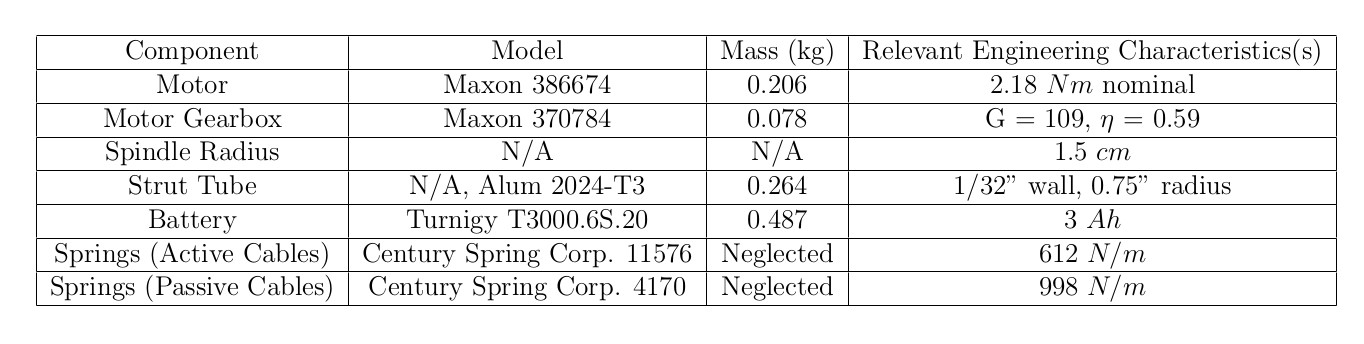 Component Model Mass (kg) Relevant Engineering Characteristics(s)
Motor Maxon 386674 0.206 2.18 Nm nominal
Motor Gearbox Maxon 370784 0.078 G = 109, η = 0.59
Spindle Radius N/A N/A 1.5 cm
Strut Tube N/A, Alum 2024-T3 0.264 1/32” wall, 0.75” radius
Battery Turnigy T3000.6S.20 0.487 3 Ah
Springs (Active Cables) Century Spring Corp. 11576 Neglected 612 N/m
Springs (Passive Cables) Century Spring Corp. 4170 Neglected 998 N/m